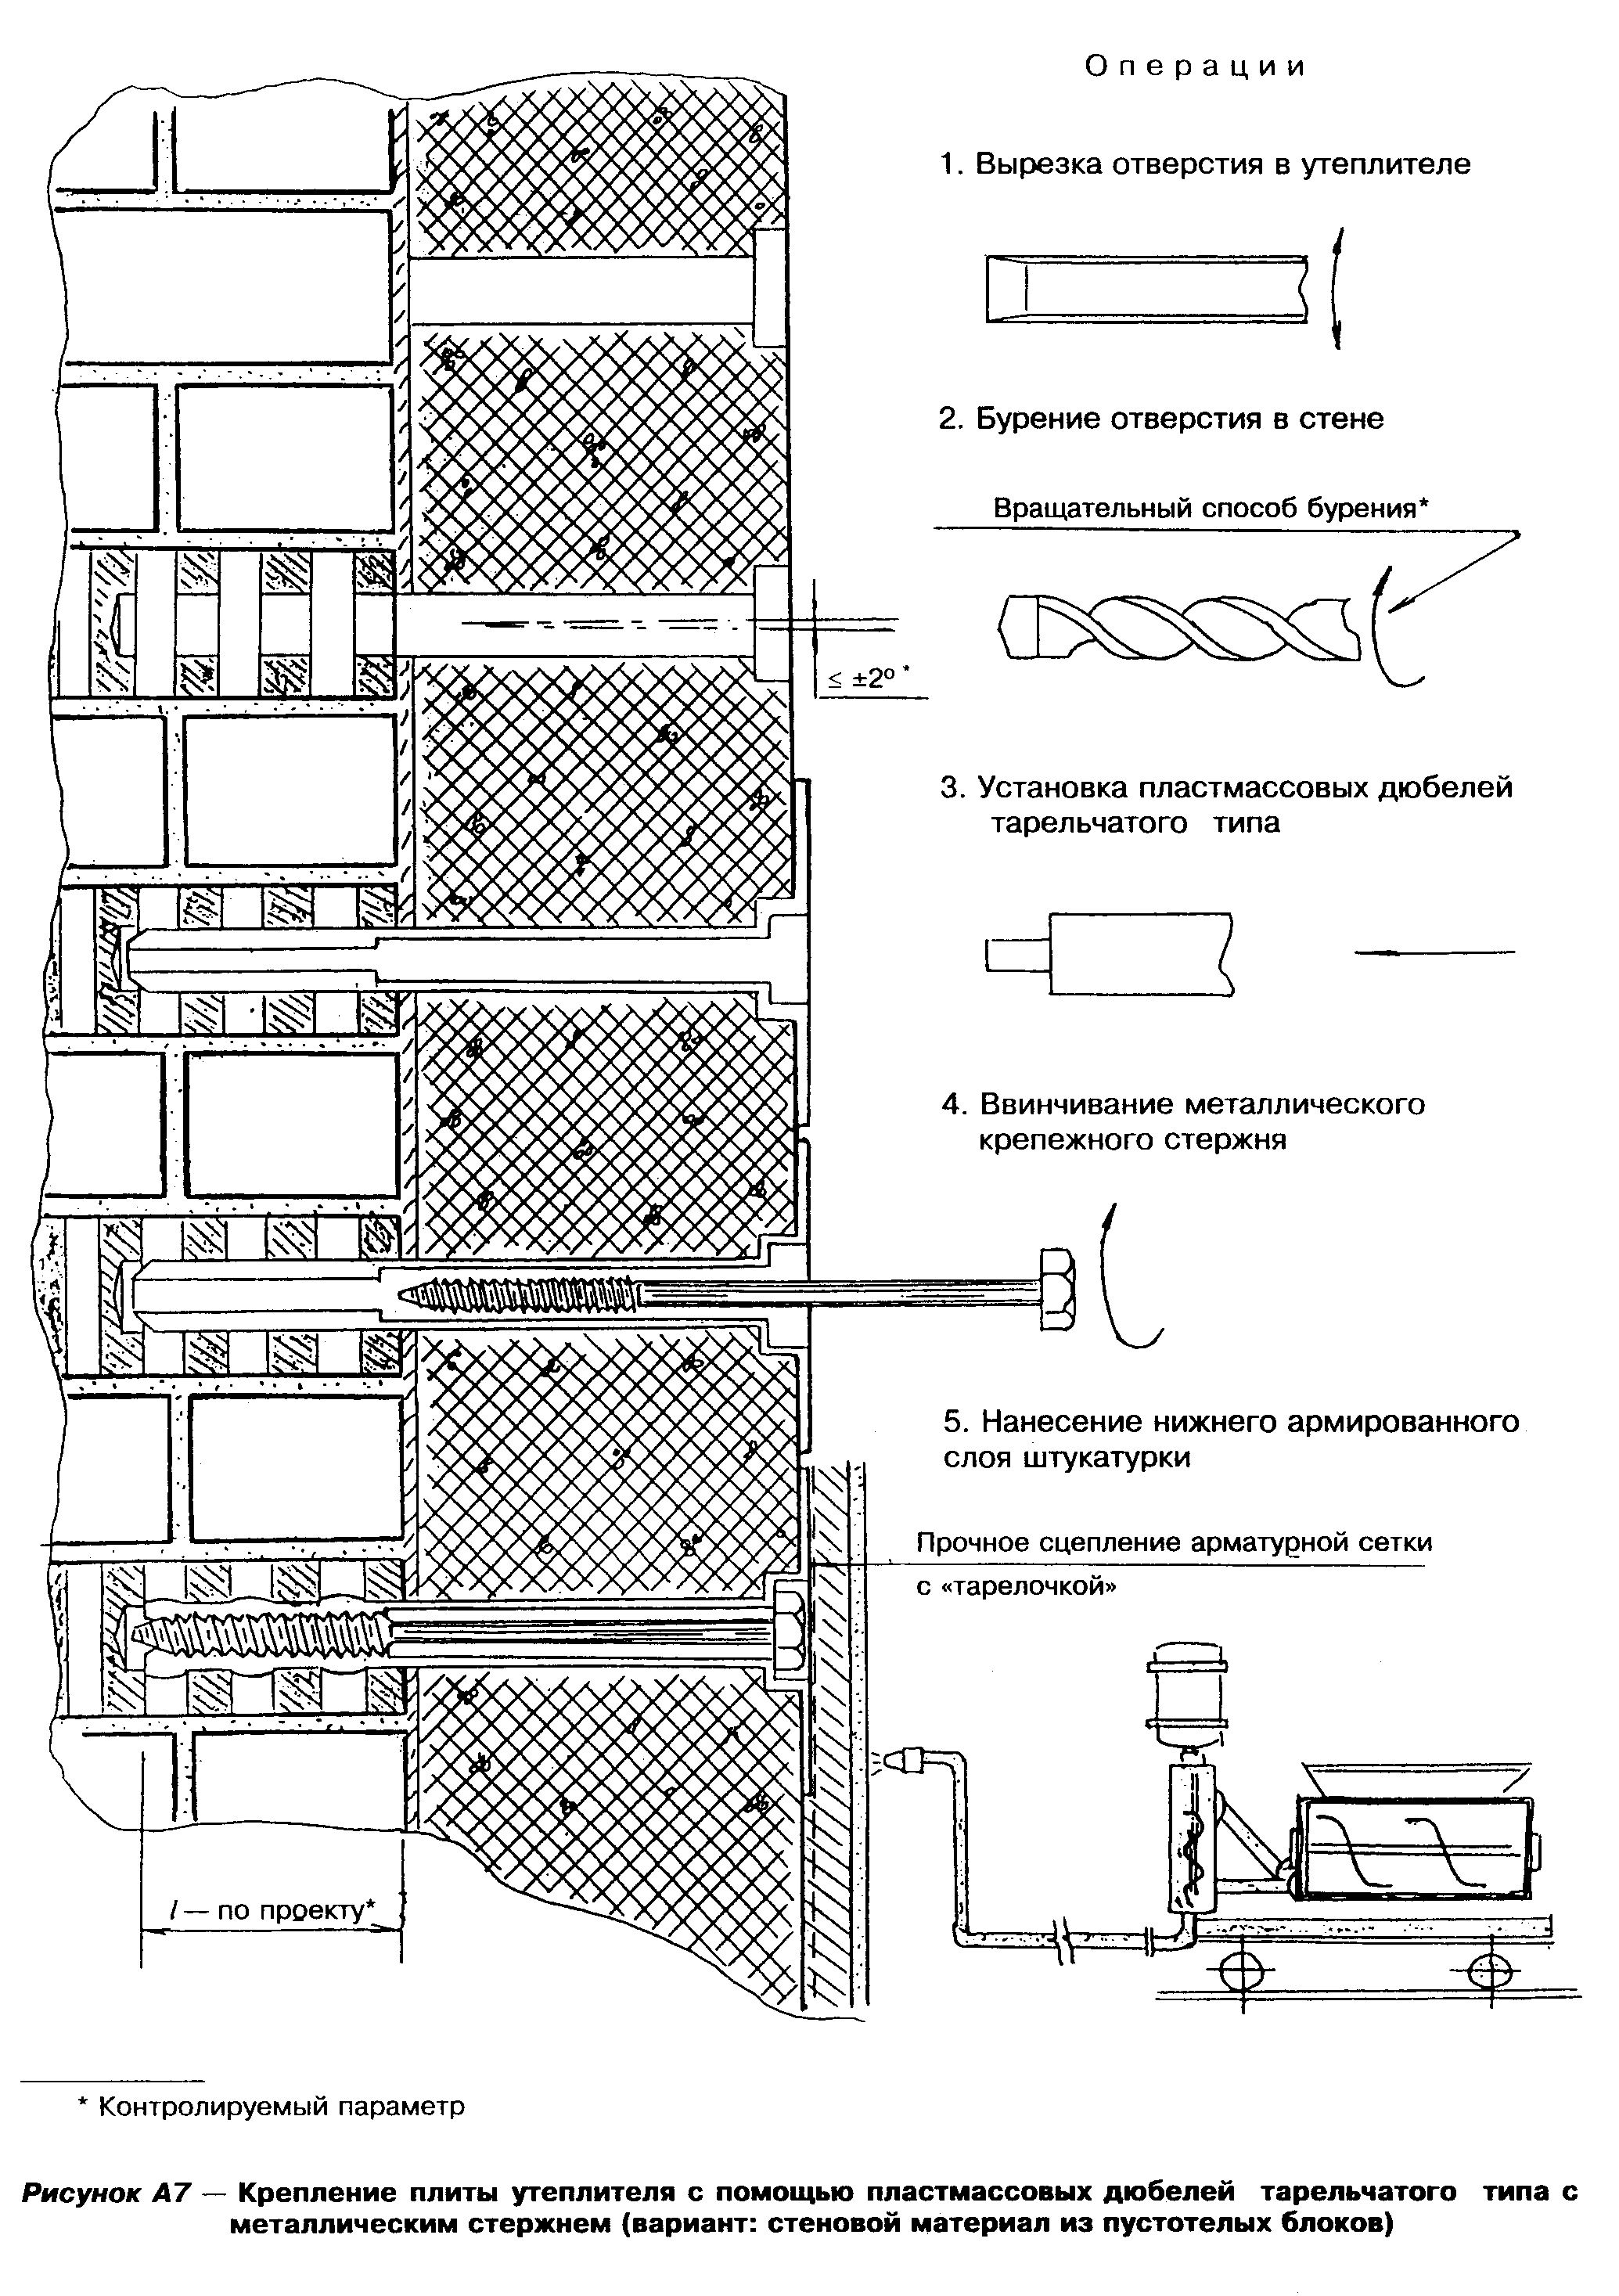 Операции
1. Вырезка отверстия в утеплителе
2. Бурение отверстия в стене
Вращательный способ бурения*
≤ ±2° *
3. Установка пластмассовых дюбелей
тарельчатого типа
4. Ввинчивание металлического
крепежного стержня
5. Нанесение нижнего армированного
слоя штукатурки
Прочное сцепление арматурной сетки
с «тарелочкой»
l — по проекту*
* Контролируемый параметр
Рисунок А7 — Крепление плиты утеплителя с помощью пластмассовых дюбелей тарельчатого типа с
металлическим стержнем (вариант: стеновой материал из пустотелых блоков)